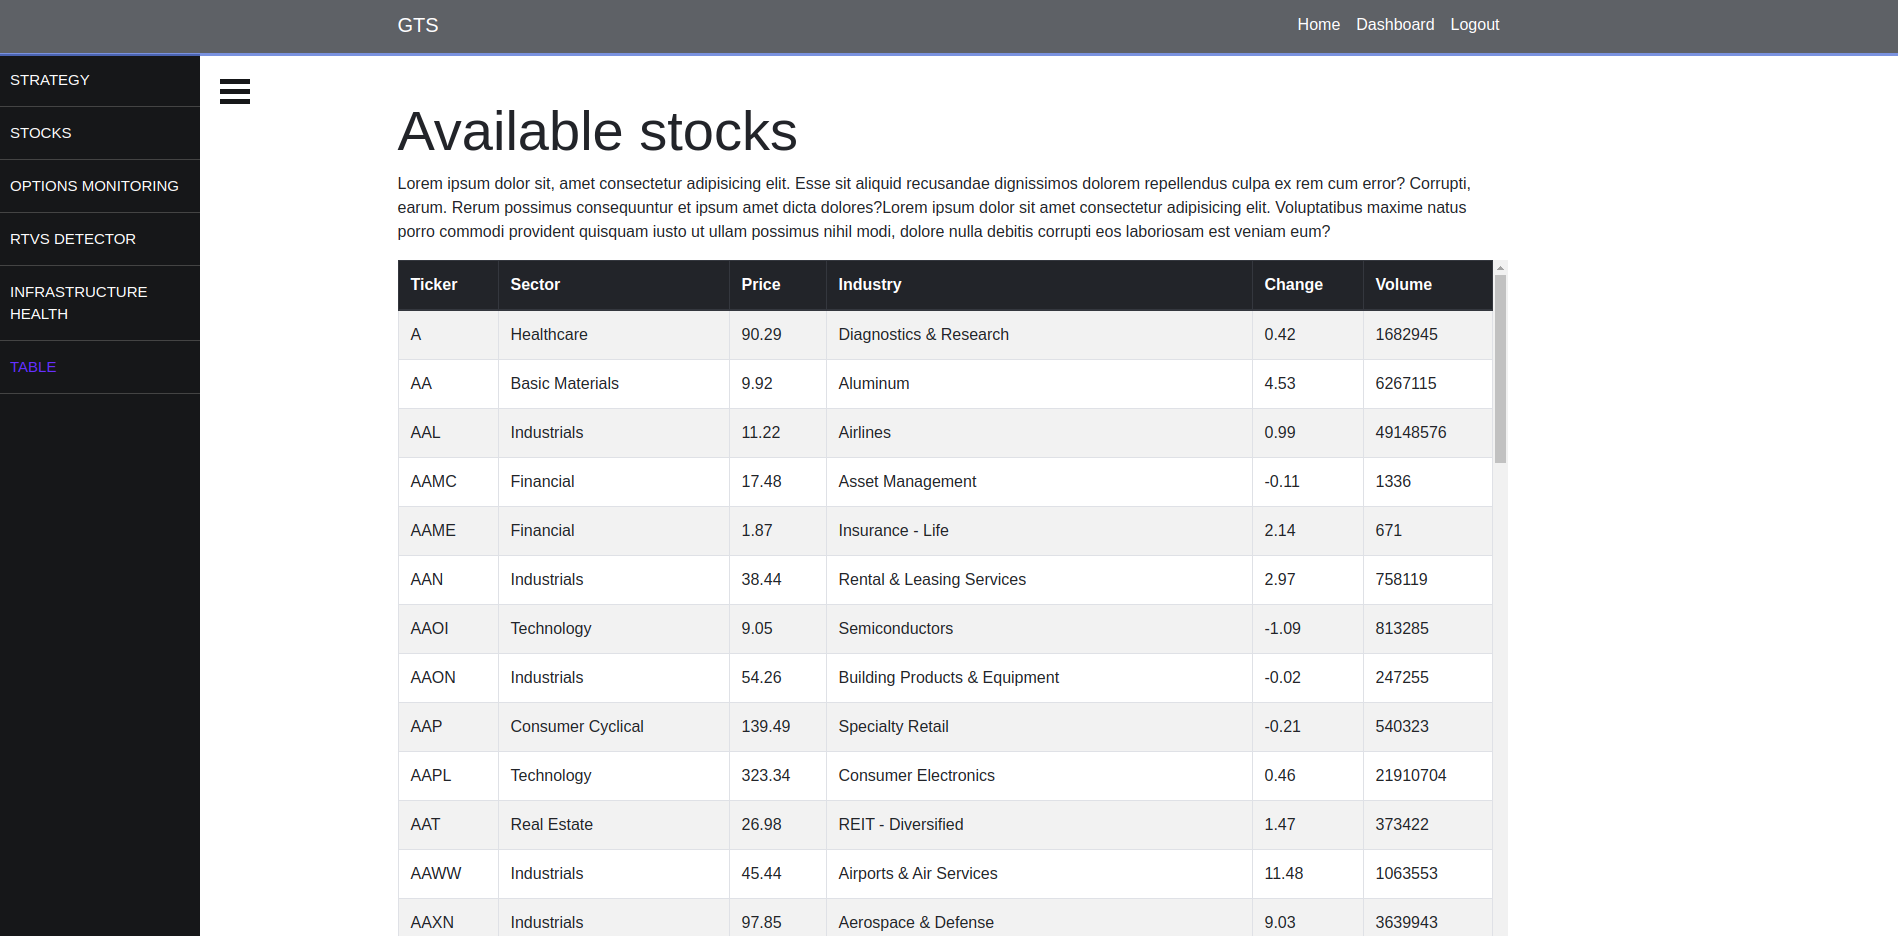 GTS Home Dashboard Logout
STRATEGY
STOCKS
OPTIONS MONITORING
RTVS DETECTOR
INFRASTRUCTURE
HEALTH
TABLE
Available stocks
Lorem ipsum dolor sit, amet consectetur adipisicing elit. Esse sit aliquid recusandae dignissimos dolorem repellendus culpa ex rem cum error? Corrupti,
earum. Rerum possimus consequuntur et ipsum amet dicta dolores?Lorem ipsum dolor sit amet consectetur adipisicing elit. Voluptatibus maxime natus
porro commodi provident quisquam iusto ut ullam possimus nihil modi, dolore nulla debitis corrupti eos laboriosam est veniam eum?
Ticker Sector Price Industry Change Volume
A Healthcare 90.29 Diagnostics & Research 0.42 1682945
AA Basic Materials 9.92 Aluminum 4.53 6267115
AAL Industrials 11.22 Airlines 0.99 49148576
AAMC Financial 17.48 Asset Management -0.11 1336
AAME Financial 1.87 Insurance - Life 2.14 671
AAN Industrials 38.44 Rental & Leasing Services 2.97 758119
AAOI Technology 9.05 Semiconductors -1.09 813285
AAON Industrials 54.26 Building Products & Equipment -0.02 247255
AAP Consumer Cyclical 139.49 Specialty Retail -0.21 540323
AAPL Technology 323.34 Consumer Electronics 0.46 21910704
AAT Real Estate 26.98 REIT - Diversified 1.47 373422
AAWW Industrials 45.44 Airports & Air Services 11.48 1063553
AAXN Industrials 97.85 Aerospace & Defense 9.03 3639943